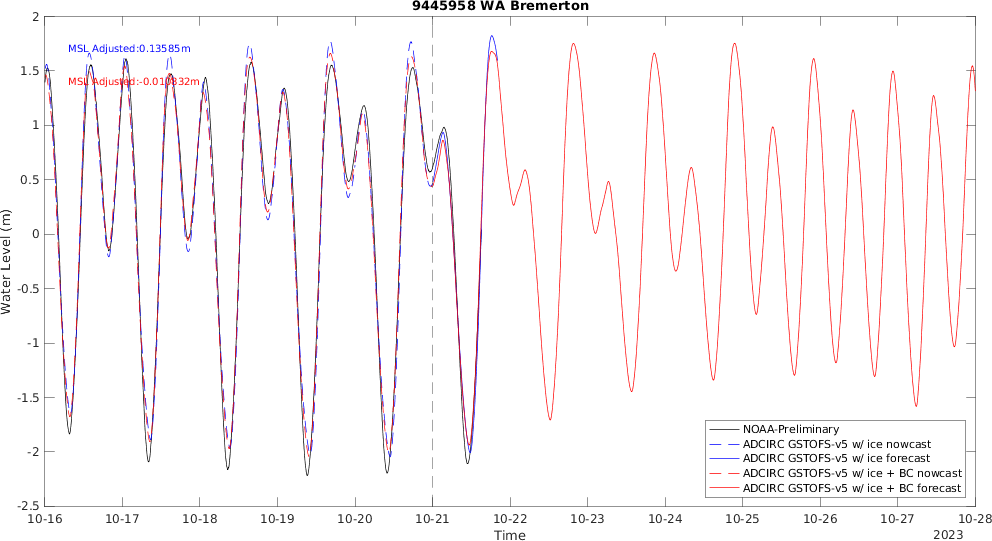 9445958 WA Bremerton
MSL Adjusted:0.13585m
2
1.5
1
0.5
0
-0.5
-1
-1.5
-2
-2.5
Water Level (m)
10-16 10-17 10-18 10-19 10-20 10-21 10-22 10-23 10-24 10-25 10-26 10-27 10-28
Time
2023
NOAA-Preliminary
ADCIRC GSTOFS-v5 w/ ice nowcast
ADCIRC GSTOFS-v5 w/ ice forecast
ADCIRC GSTOFS-v5 w/ ice + BC nowcast
ADCIRC GSTOFS-v5 w/ ice + BC forecast